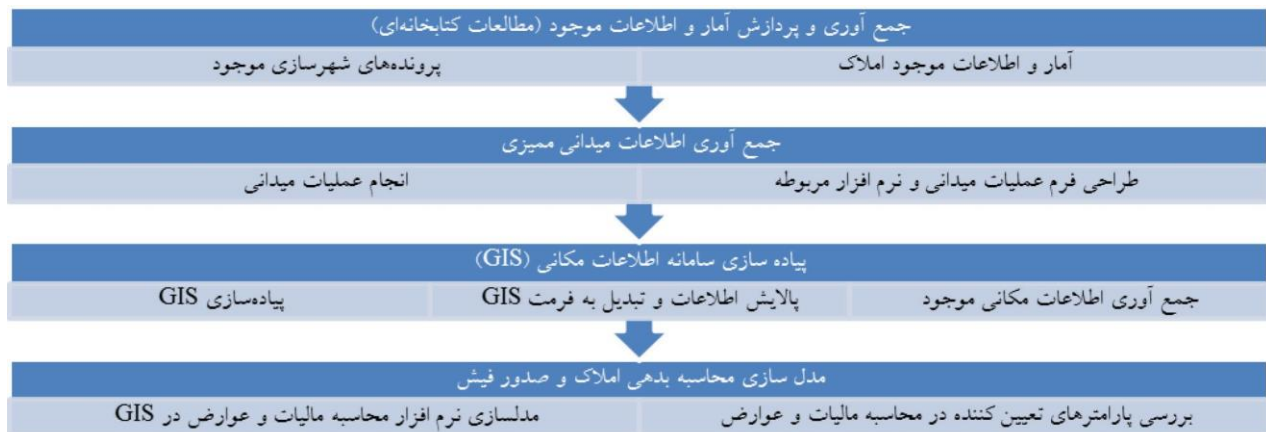 جمع آوری و پردازش آمار و اطلاعات موجود (مطالعات کتابخانه‌ای)
آمار و اطلاعات موجود املاک
پرونده‌های شهرسازی موجود
جمع آوری اطلاعات میدانی ممیزی
طراحی فرم عملیات میدانی و نرم افزار مربوطه
انجام عملیات میدانی
پیاده سازی سامانه اطلاعات مکانی (GIS)
جمع آوری اطلاعات مکانی موجود
پالایش اطلاعات و تبدیل به فرمت GIS
پیاده‌سازی GIS
مدل سازی محاسبه بدهی املاک و صدور فیش
بررسی پارامترهای تعیین کننده در محاسبه مالیات و عوارض
مدلسازی نرم افزار محاسبه مالیات و عوارض در GIS